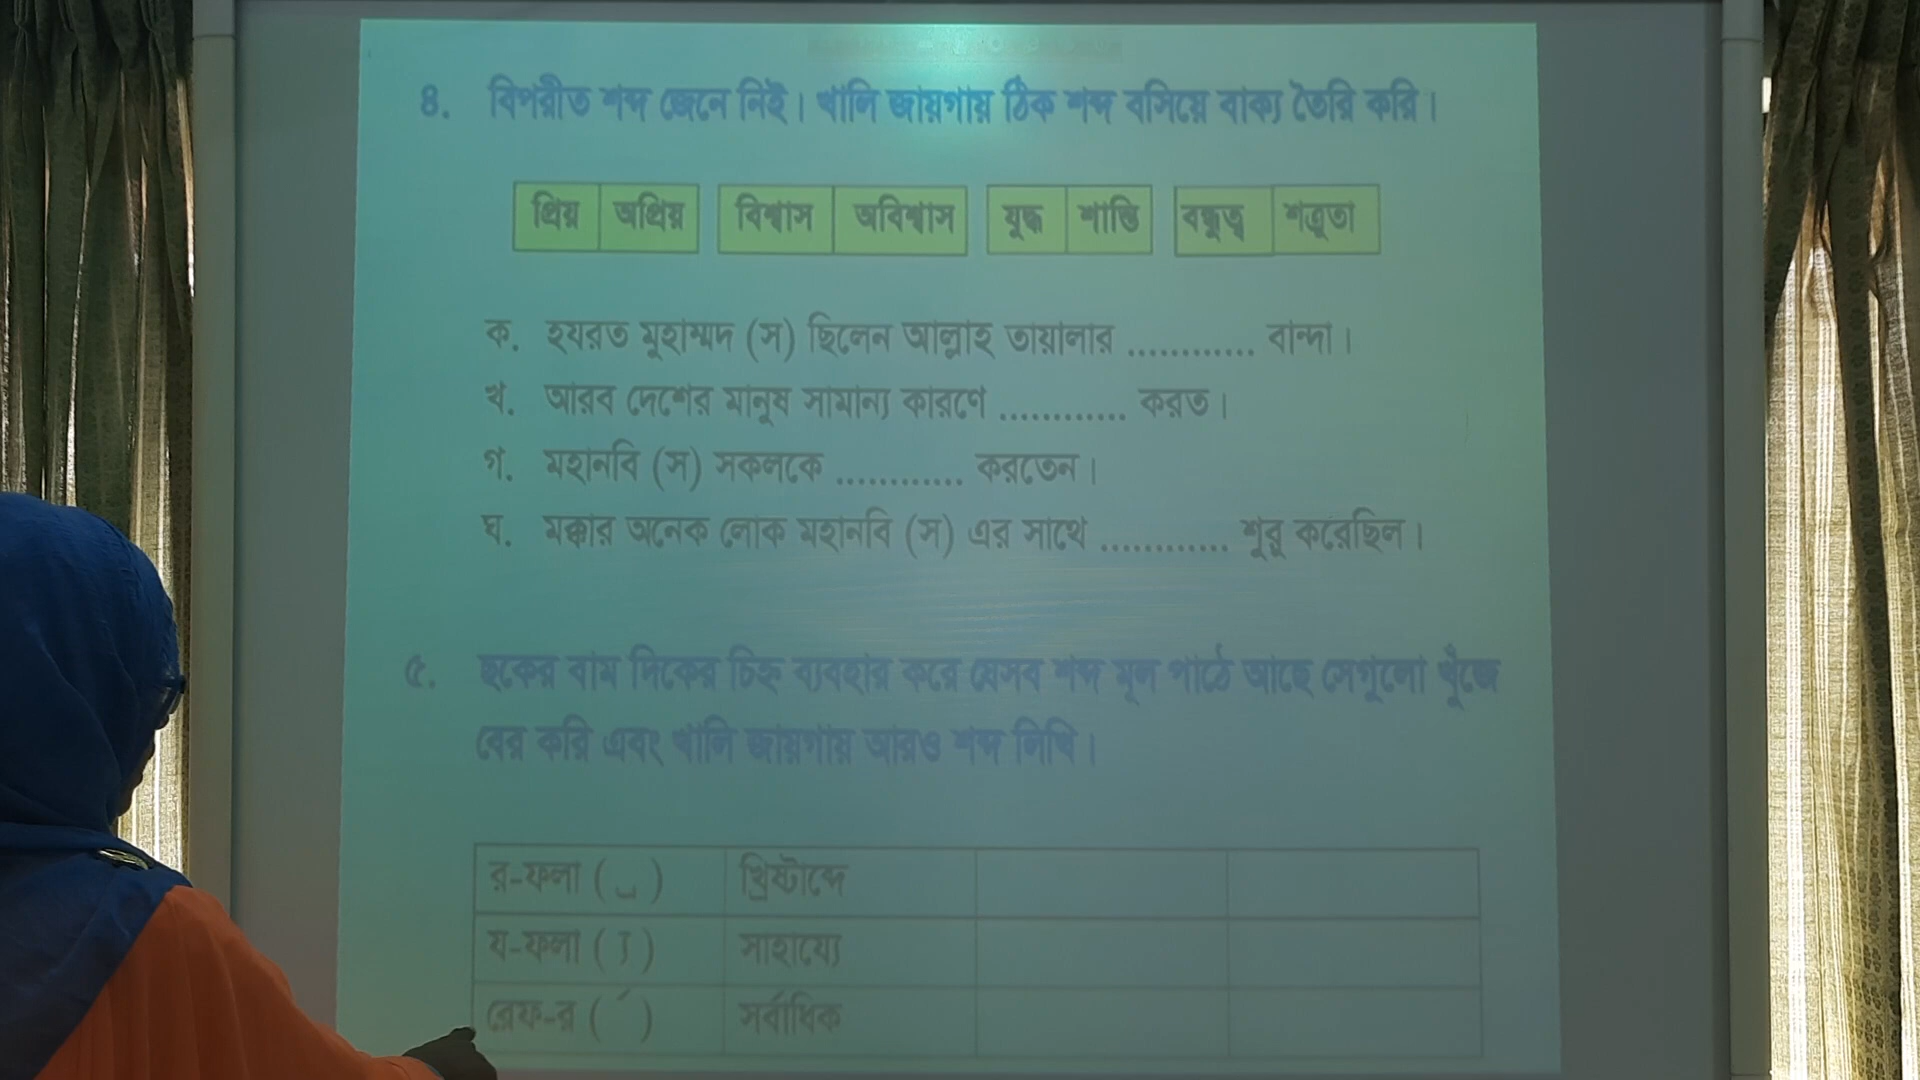 ৪. বিপরীত শব্দ জেনে নিই। খালি জায়গায় ঠিক শব্দ বসিয়ে বাক্য তৈরি করি।
প্রিয় অপ্রিয় বিশ্বাস অবিশ্বাস যুদ্ধ শান্তি বন্ধুত্ব শত্রুতা
ক. হযরত মুহাম্মদ (স) ছিলেন আল্লাহ তায়ালার ............ বান্দা।
খ. আরব দেশের মানুষ সামান্য কারণে ............ করত।
গ. মহানবি (স) সকলকে ............ করতেন।
ঘ. মক্কার অনেক লোক মহানবি (স) এর সাথে ............ শুরু করেছিল।
৫. ছকের বাম দিকের চিহ্ন ব্যবহার করে যেসব শব্দ মূল পাঠে আছে সেগুলো খুঁজে
বের করি এবং খালি জায়গায় আরও শব্দ লিখি।
র-ফলা ( ্র ) খ্রিষ্টাব্দে
য-ফলা ( ্য ) সাহায্যে
রেফ-র ( র্ ) সর্বাধিক